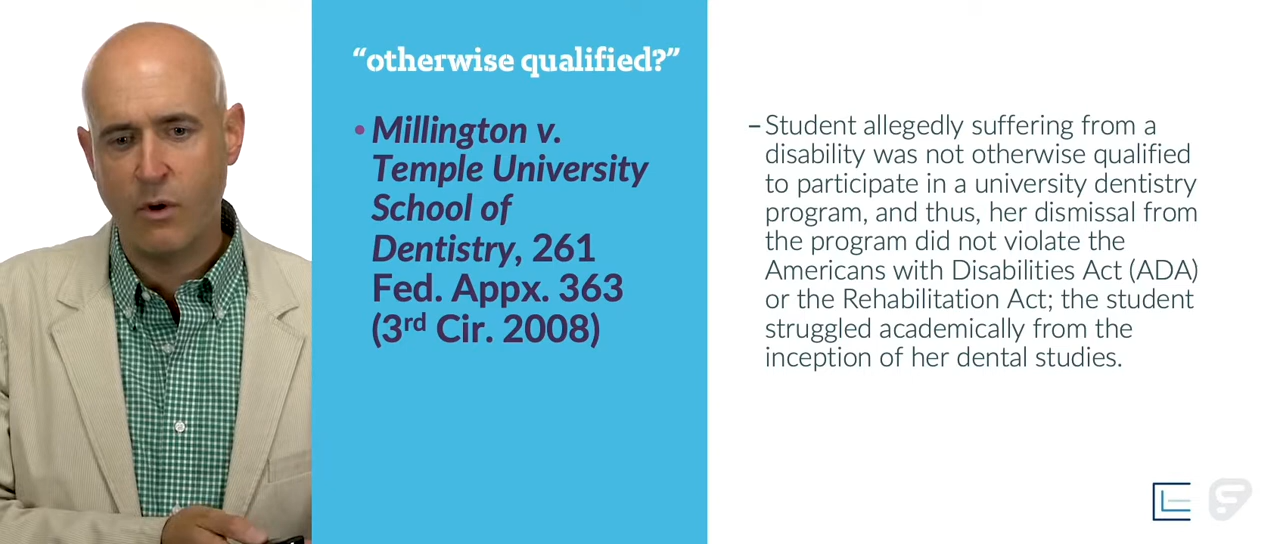 “otherwise qualified?”
• Millington v.
Temple University
School of
Dentistry, 261
Fed. Appx. 363
(3rd Cir. 2008)
– Student allegedly suffering from a
disability was not otherwise qualified
to participate in a university dentistry
program, and thus, her dismissal from
the program did not violate the
Americans with Disabilities Act (ADA)
or the Rehabilitation Act; the student
struggled academically from the
inception of her dental studies.